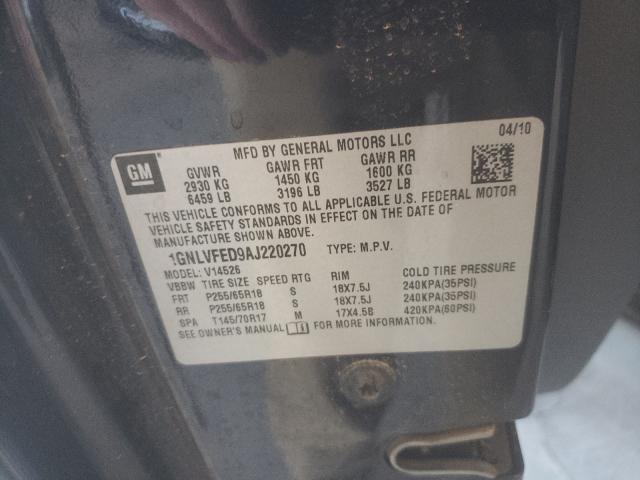 MFD BY GENERAL MOTORS LLC 04/10
GM
GVWR GAWR FRT GAWR RR
2930 KG 1450 KG 1600 KG
6459 LB 3196 LB 3527 LB
THIS VEHICLE CONFORMS TO ALL APPLICABLE U.S. FEDERAL MOTOR
VEHICLE SAFETY STANDARDS IN EFFECT ON THE DATE OF
MANUFACTURE SHOWN ABOVE.
1GNLVFED9AJ220270 TYPE: M.P.V.
MODEL: V14526
VBBW TIRE SIZE SPEED RTG RIM COLD TIRE PRESSURE
FRT P255/65R18 S 18X7.5J 240KPA(35PSI)
RR P255/65R18 S 18X7.5J 240KPA(35PSI)
SPA T145/70R17 M 17X4.5B 420KPA(60PSI)
SEE OWNER'S MANUAL FOR MORE INFORMATION.